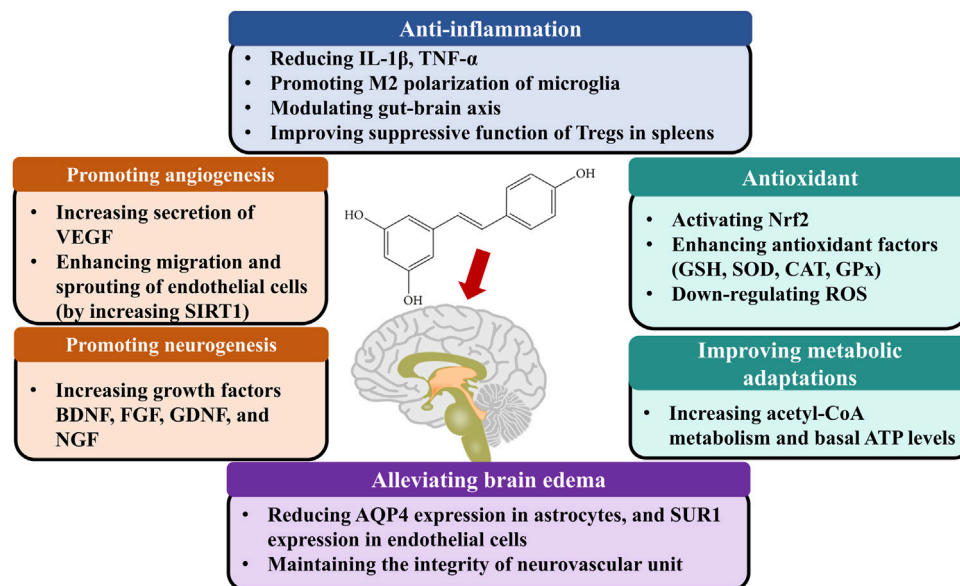 Anti-inflammation
• Reducing IL-1β, TNF-α
• Promoting M2 polarization of microglia
• Modulating gut-brain axis
• Improving suppressive function of Tregs in spleens
Promoting angiogenesis
• Increasing secretion of
VEGF
• Enhancing migration and
sprouting of endothelial cells
(by increasing SIRT1)
Promoting neurogenesis
• Increasing growth factors
BDNF, FGF, GDNF, and
NGF
OH
HO
OH
Antioxidant
• Activating Nrf2
• Enhancing antioxidant factors
(GSH, SOD, CAT, GPx)
• Down-regulating ROS
Improving metabolic
adaptations
• Increasing acetyl-CoA
metabolism and basal ATP levels
Alleviating brain edema
• Reducing AQP4 expression in astrocytes, and SUR1
expression in endothelial cells
• Maintaining the integrity of neurovascular unit